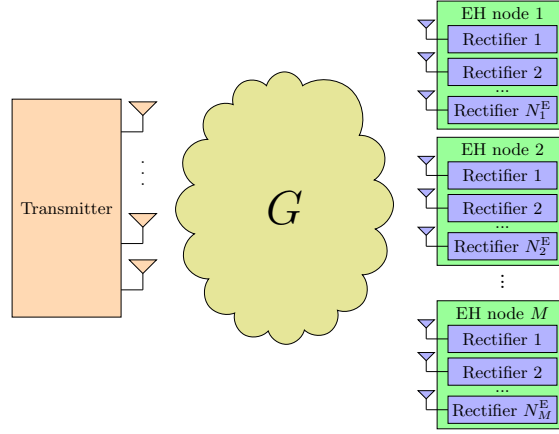 Transmitter
G
EH node 1
Rectifier 1
Rectifier 2
...
Rectifier N_1^E
EH node 2
Rectifier 1
Rectifier 2
...
Rectifier N_2^E
⋮
EH node M
Rectifier 1
Rectifier 2
...
Rectifier N_M^E